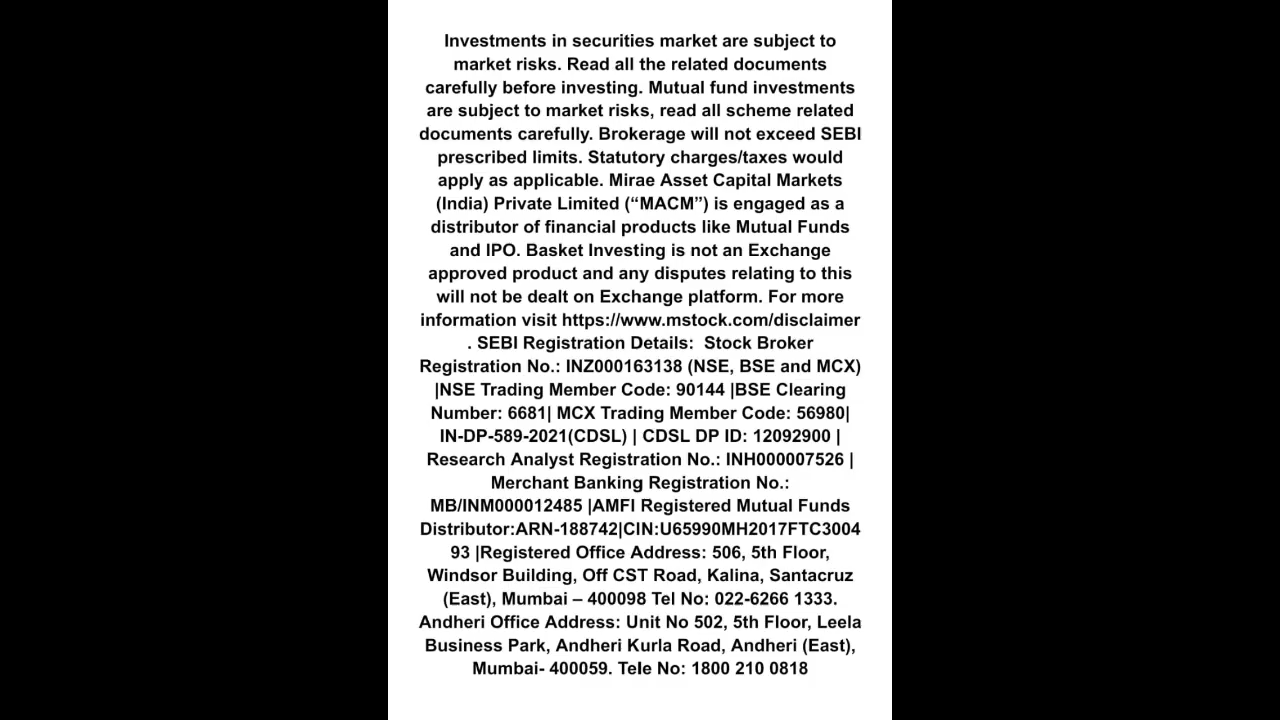 Investments in securities market are subject to
market risks. Read all the related documents
carefully before investing. Mutual fund investments
are subject to market risks, read all scheme related
documents carefully. Brokerage will not exceed SEBI
prescribed limits. Statutory charges/taxes would
apply as applicable. Mirae Asset Capital Markets
(India) Private Limited (“MACM”) is engaged as a
distributor of financial products like Mutual Funds
and IPO. Basket Investing is not an Exchange
approved product and any disputes relating to this
will not be dealt on Exchange platform. For more
information visit https://www.mstock.com/disclaimer
. SEBI Registration Details:  Stock Broker
Registration No.: INZ000163138 (NSE, BSE and MCX)
|NSE Trading Member Code: 90144 |BSE Clearing
Number: 6681| MCX Trading Member Code: 56980|
IN-DP-589-2021(CDSL) | CDSL DP ID: 12092900 |
Research Analyst Registration No.: INH000007526 |
Merchant Banking Registration No.:
MB/INM000012485 |AMFI Registered Mutual Funds
Distributor:ARN-188742|CIN:U65990MH2017FTC3004
93 |Registered Office Address: 506, 5th Floor,
Windsor Building, Off CST Road, Kalina, Santacruz
(East), Mumbai – 400098 Tel No: 022-6266 1333.
Andheri Office Address: Unit No 502, 5th Floor, Leela
Business Park, Andheri Kurla Road, Andheri (East),
Mumbai- 400059. Tele No: 1800 210 0818